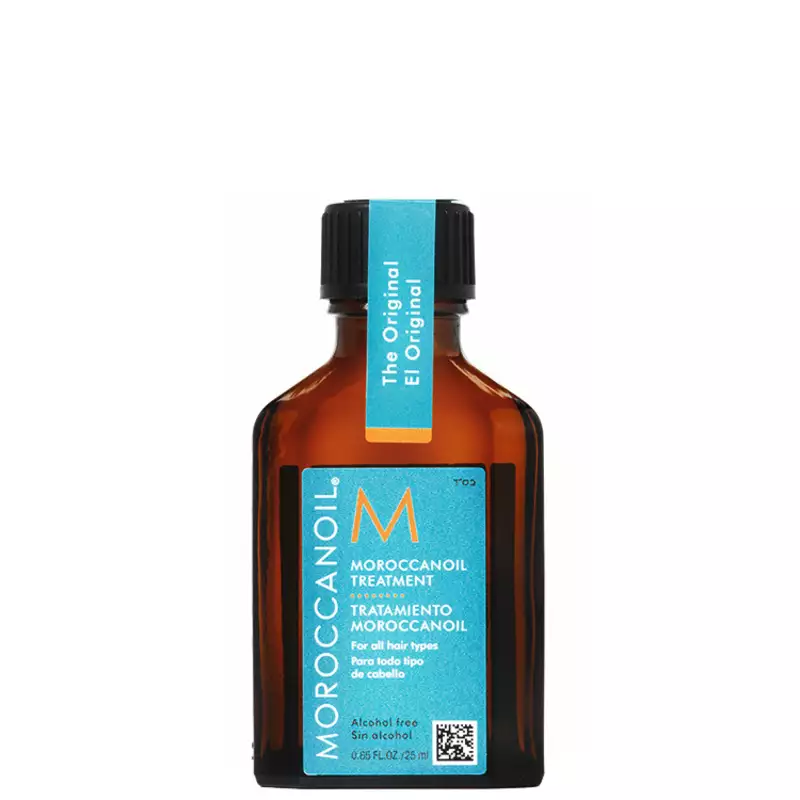 The Original
El Original
MOROCCANOIL®
בס"ד
M
MOROCCANOIL
TREATMENT
TRATAMIENTO
MOROCCANOIL
For all hair types
Para todo tipo
de cabello
Alcohol free
Sin alcohol
0.85 FL.OZ./25 ml